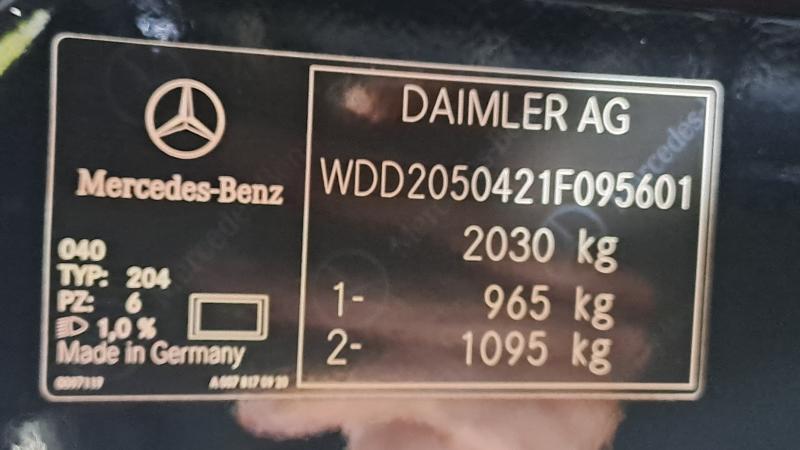 Mercedes-Benz
040
TYP: 204
PZ: 6
1,0 %
Made in Germany
DAIMLER AG
WDD2050421F095601
2030 kg
1- 965 kg
2- 1095 kg